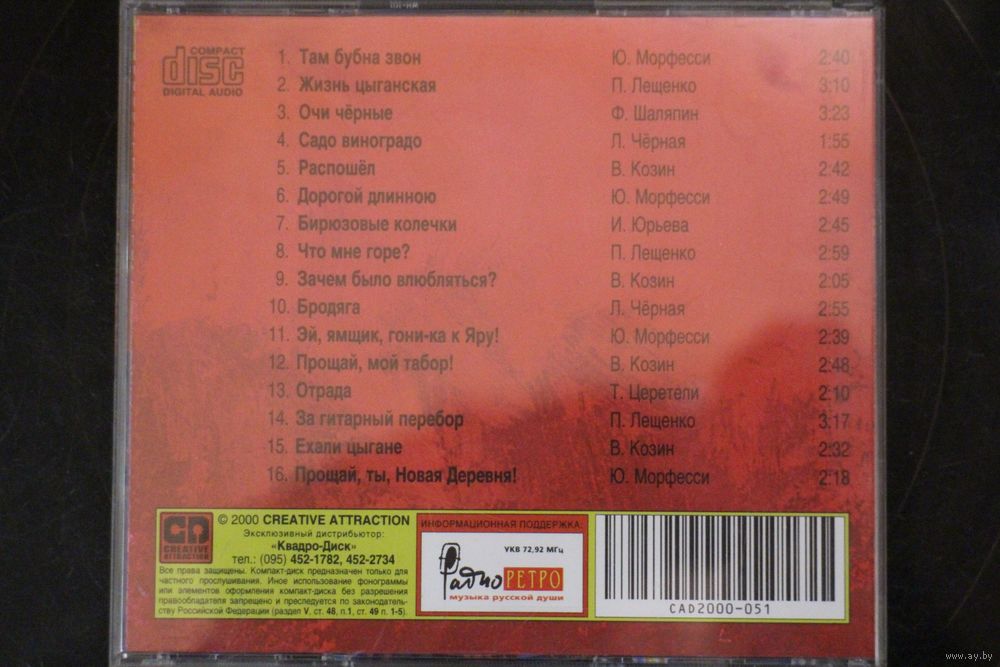 COMPACT
disc
DIGITAL AUDIO
1. Там бубна звон Ю. Морфесси 2:40
2. Жизнь цыганская П. Лещенко 3:10
3. Очи чёрные Ф. Шаляпин 3:23
4. Садо виноградо Л. Чёрная 1:55
5. Распошёл В. Козин 2:42
6. Дорогой длинною Ю. Морфесси 2:49
7. Бирюзовые колечки И. Юрьева 2:45
8. Что мне горе? П. Лещенко 2:59
9. Зачем было влюбляться? В. Козин 2:05
10. Бродяга Л. Чёрная 2:55
11. Эй, ямщик, гони-ка к Яру! Ю. Морфесси 2:39
12. Прощай, мой табор! В. Козин 2:48
13. Отрада Т. Церетели 2:10
14. За гитарный перебор П. Лещенко 3:17
15. Ехали цыгане В. Козин 2:32
16. Прощай, ты, Новая Деревня! Ю. Морфесси 2:18
CREATIVE
ATTRACTION
© 2000 CREATIVE ATTRACTION
Эксклюзивный дистрибьютор:
«Квадро-Диск»
тел.: (095) 452-1782, 452-2734
Все права защищены. Компакт-диск предназначен только для
частного прослушивания. Иное использование фонограммы
или элементов оформления компакт-диска без разрешения
правообладателя запрещено и преследуется по законодатель-
ству Российской Федерации (раздел V, ст. 48, п.1, ст. 49 п. 1-5).
ИНФОРМАЦИОННАЯ ПОДДЕРЖКА:
УКВ 72,92 МГц
Радио РЕТРО
музыка русской души
CAD2000-051
www.ay.by